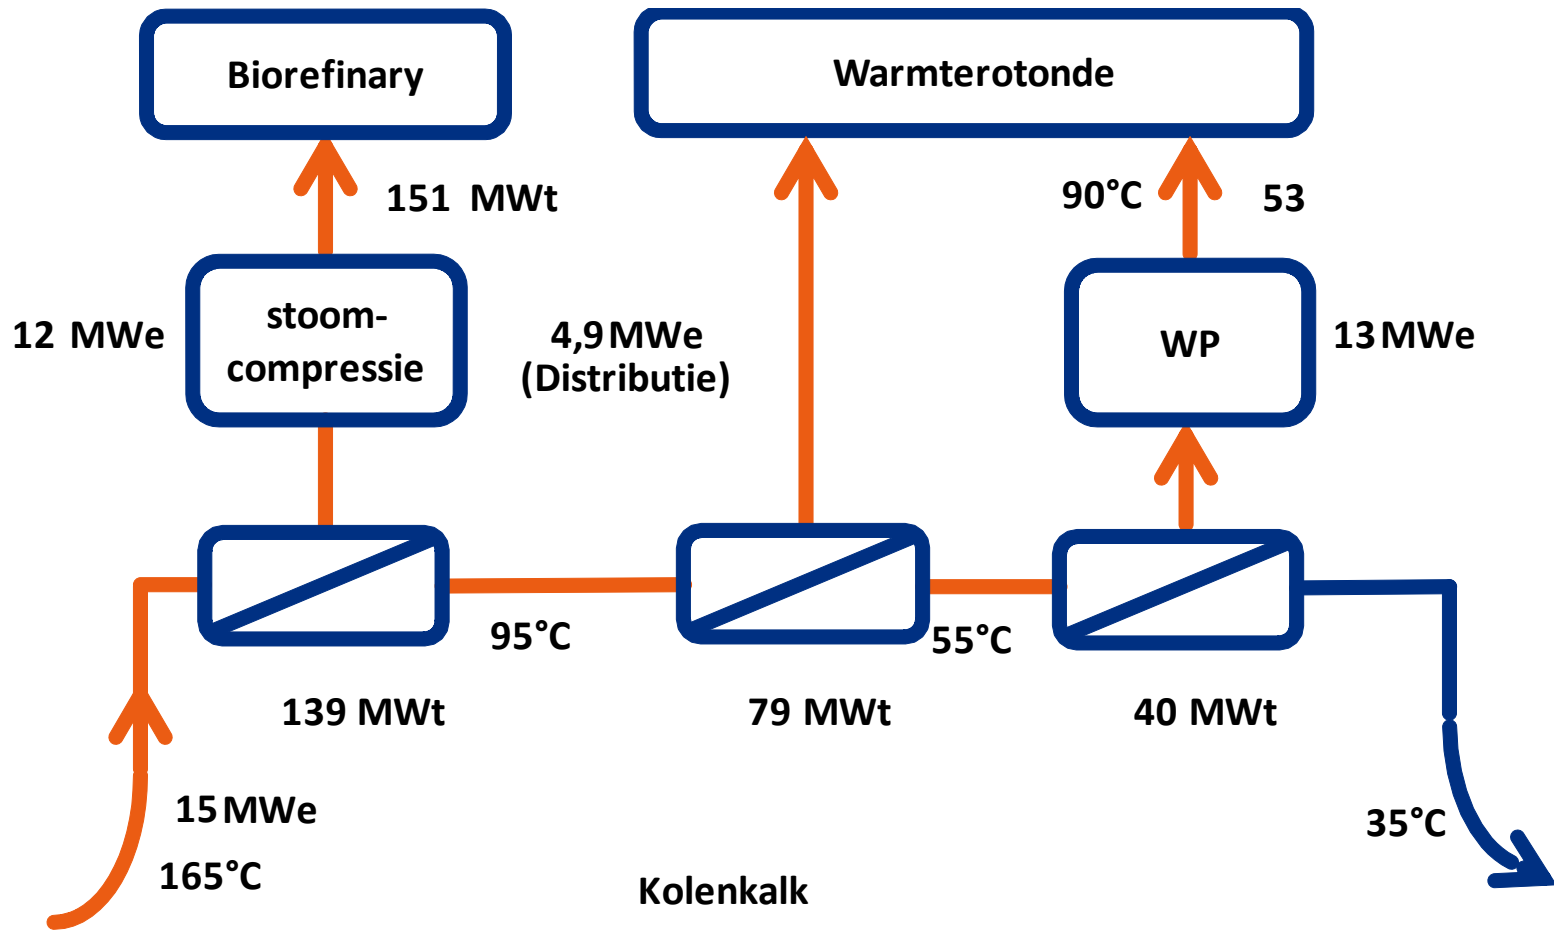 Biorefinary
Warmterotonde
151 MWt
90°C
53
12 MWe
stoom-
compressie
4,9 MWe
(Distributie)
WP
13 MWe
95°C
55°C
139 MWt
79 MWt
40 MWt
15 MWe
165°C
35°C
Kolenkalk